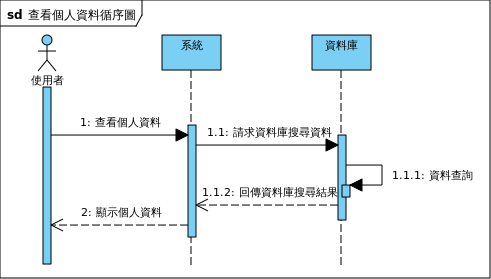 sd 查看個人資料循序圖
系統
資料庫
使用者
1: 查看個人資料
1.1: 請求資料庫搜尋資料
1.1.1: 資料查詢
1.1.2: 回傳資料庫搜尋結果
2: 顯示個人資料